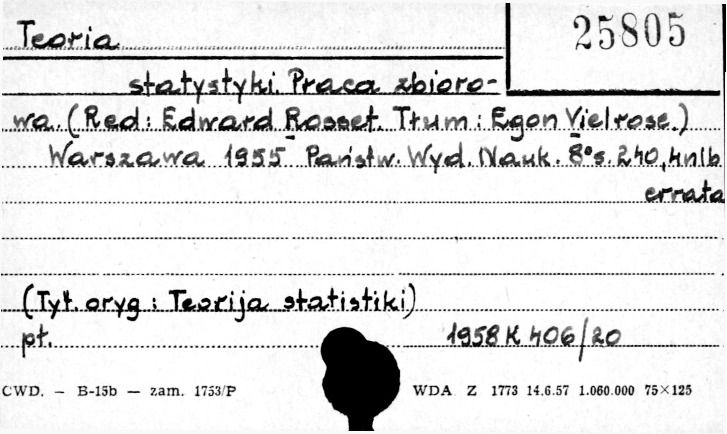 Teoria
25805
statystyki. Praca zbioro-
wa. (Red: Edward Rosset. Tłum: Egon Vielrose.)
Warszawa 1955 Państw. Wyd. Nauk. 8° s. 240, 4nlb.
errata
(Tyt. oryg: Teorija statistiki)
pt. 1958 K 406/20
CWD. – B-15b — zam. 1753/P WDA Z 1773 14.6.57 1.060.000 75×125